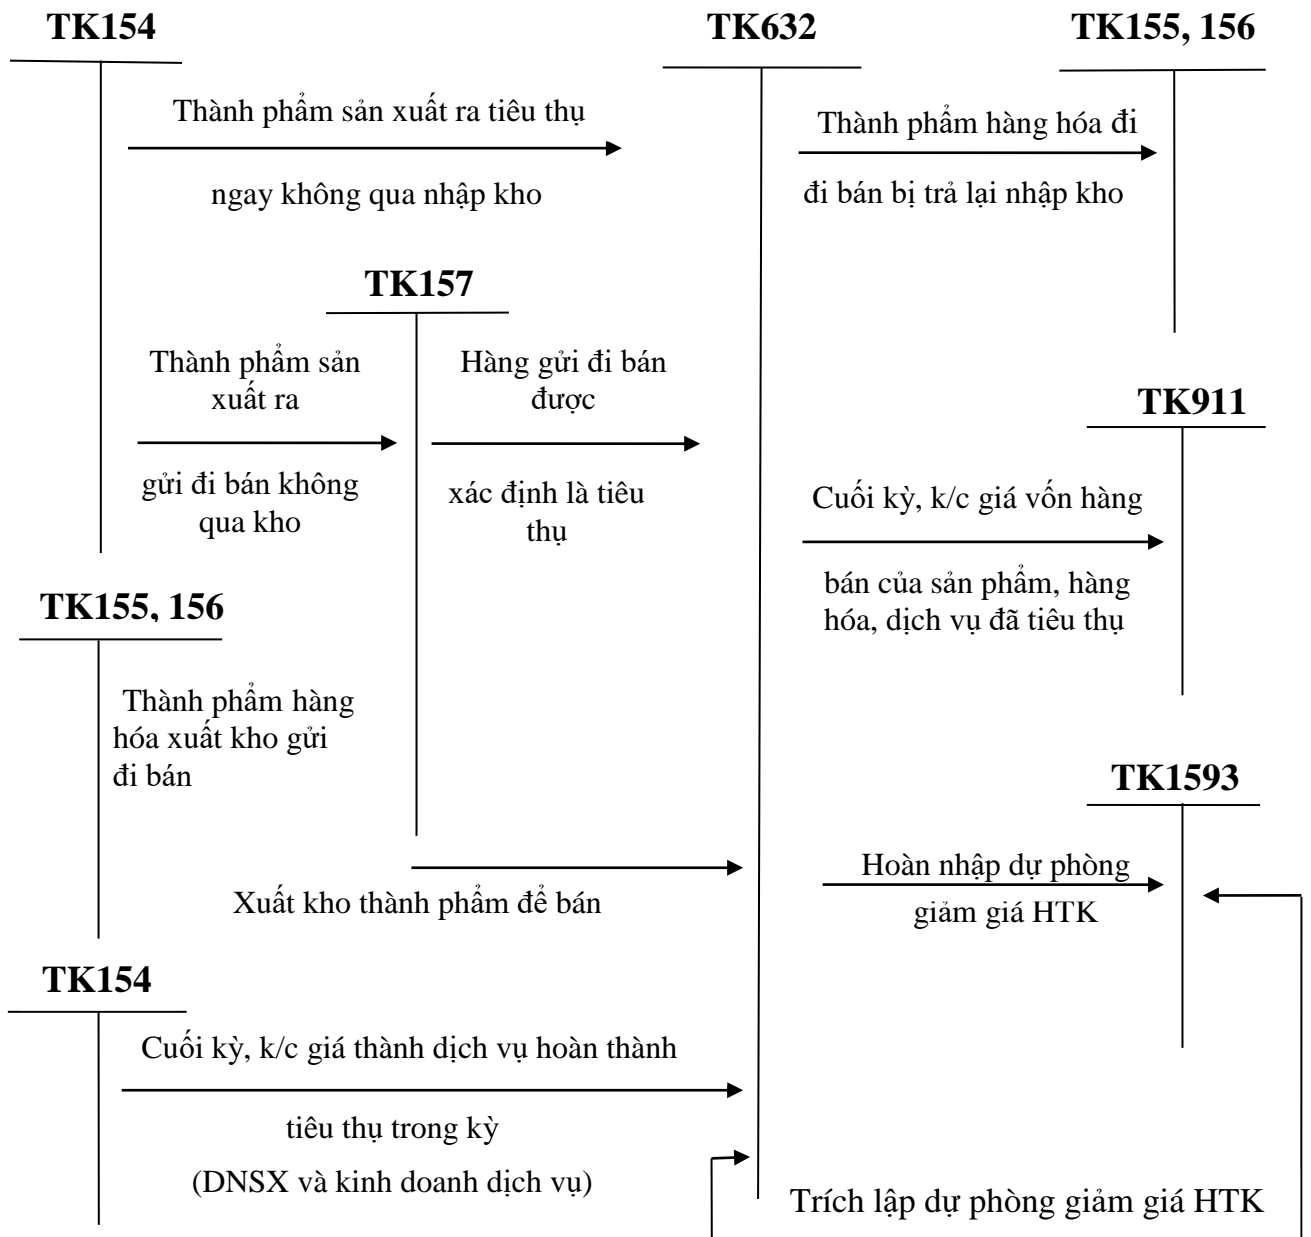 TK154
TK632
TK155, 156
Thành phẩm sản xuất ra tiêu thụ
ngay không qua nhập kho
Thành phẩm hàng hóa đi
đi bán bị trả lại nhập kho
TK157
Thành phẩm sản
xuất ra
gửi đi bán không
qua kho
Hàng gửi đi bán
được
xác định là tiêu
thụ
TK911
Cuối kỳ, k/c giá vốn hàng
bán của sản phẩm, hàng
hóa, dịch vụ đã tiêu thụ
TK155, 156
Thành phẩm hàng
hóa xuất kho gửi
đi bán
Xuất kho thành phẩm để bán
TK1593
Hoàn nhập dự phòng
giảm giá HTK
TK154
Cuối kỳ, k/c giá thành dịch vụ hoàn thành
tiêu thụ trong kỳ
(DNSX và kinh doanh dịch vụ)
Trích lập dự phòng giảm giá HTK